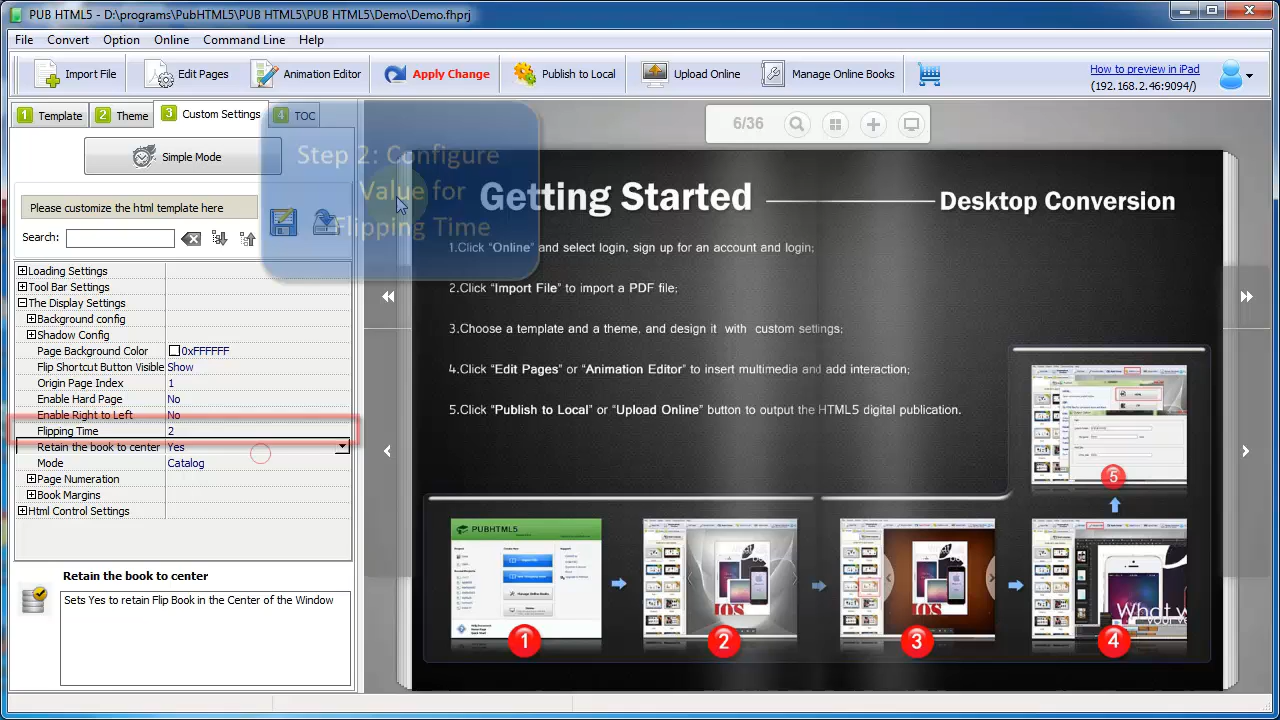 PUB HTML5 - D:\programs\PubHTML5\PUB HTML5\PUB HTML5\Demo\Demo.fhprj
File Convert Option Online Command Line Help
Import File Edit Pages Animation Editor Apply Change Publish to Local Upload Online Manage Online Books
How to preview in iPad
(192.168.2.46:9094/)
1 Template 2 Theme 3 Custom Settings 4 TOC
6/36
Simple Mode
Step 2: Configure
Value for
Flipping Time
Please customize the html template here
Search:
Loading Settings
Tool Bar Settings
The Display Settings
Background config
Shadow Config
Page Background Color 0xFFFFFF
Flip Shortcut Button Visible Show
Origin Page Index 1
Enable Hard Page No
Enable Right to Left No
Flipping Time 2
Retain the book to center Yes
Mode Catalog
Page Numeration
Book Margins
Html Control Settings
Retain the book to center
Sets Yes to retain Flip Book in the Center of the Window
Getting Started
Desktop Conversion
1.Click "Online" and select login, sign up for an account and login;
2.Click "Import File" to import a PDF file;
3.Choose a template and a theme, and design it with custom settings;
4.Click "Edit Pages" or "Animation Editor" to insert multimedia and add interaction;
5.Click "Publish to Local" or "Upload Online" button to output the HTML5 digital publication.
5
PUBHTML5
iOS
iOS
What
1
2
3
4